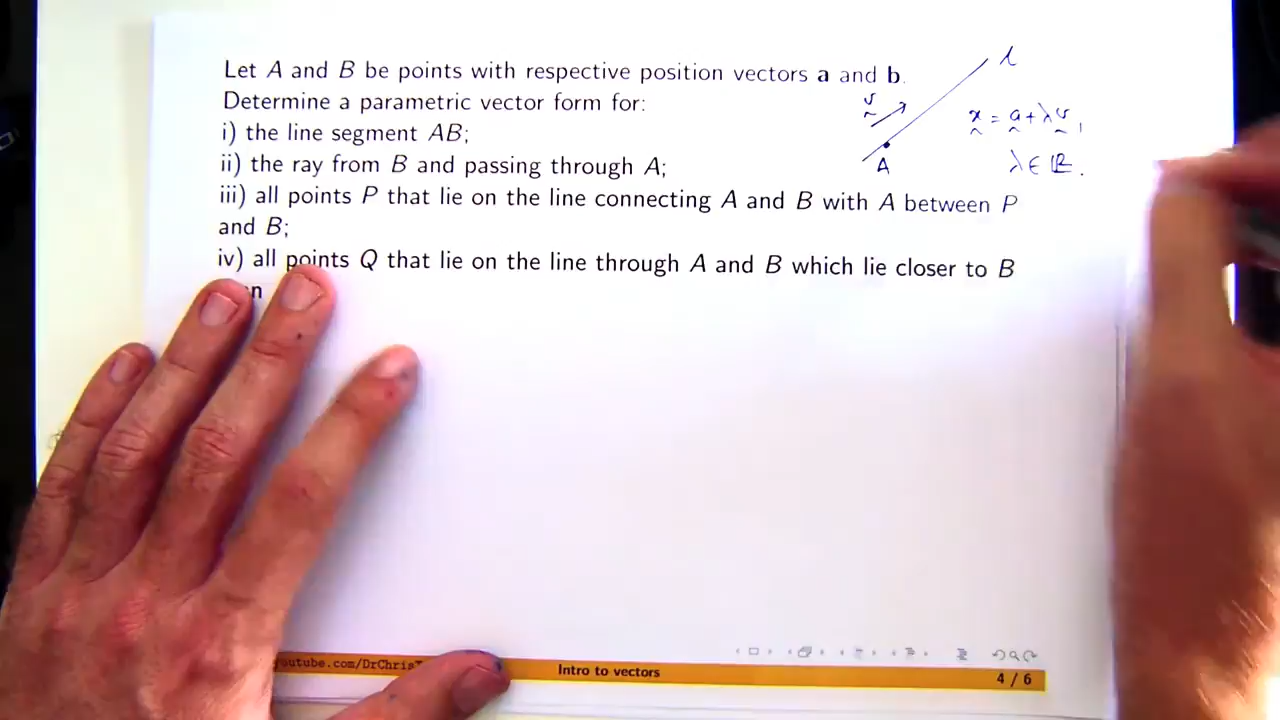 Let A and B be points with respective position vectors a and b.
Determine a parametric vector form for:
i) the line segment AB;
ii) the ray from B and passing through A;
iii) all points P that lie on the line connecting A and B with A between P
and B;
iv) all points Q that lie on the line through A and B which lie closer to B
l
v
A
x = a + λv,
λ ∈ ℝ.
Intro to vectors
4 / 6